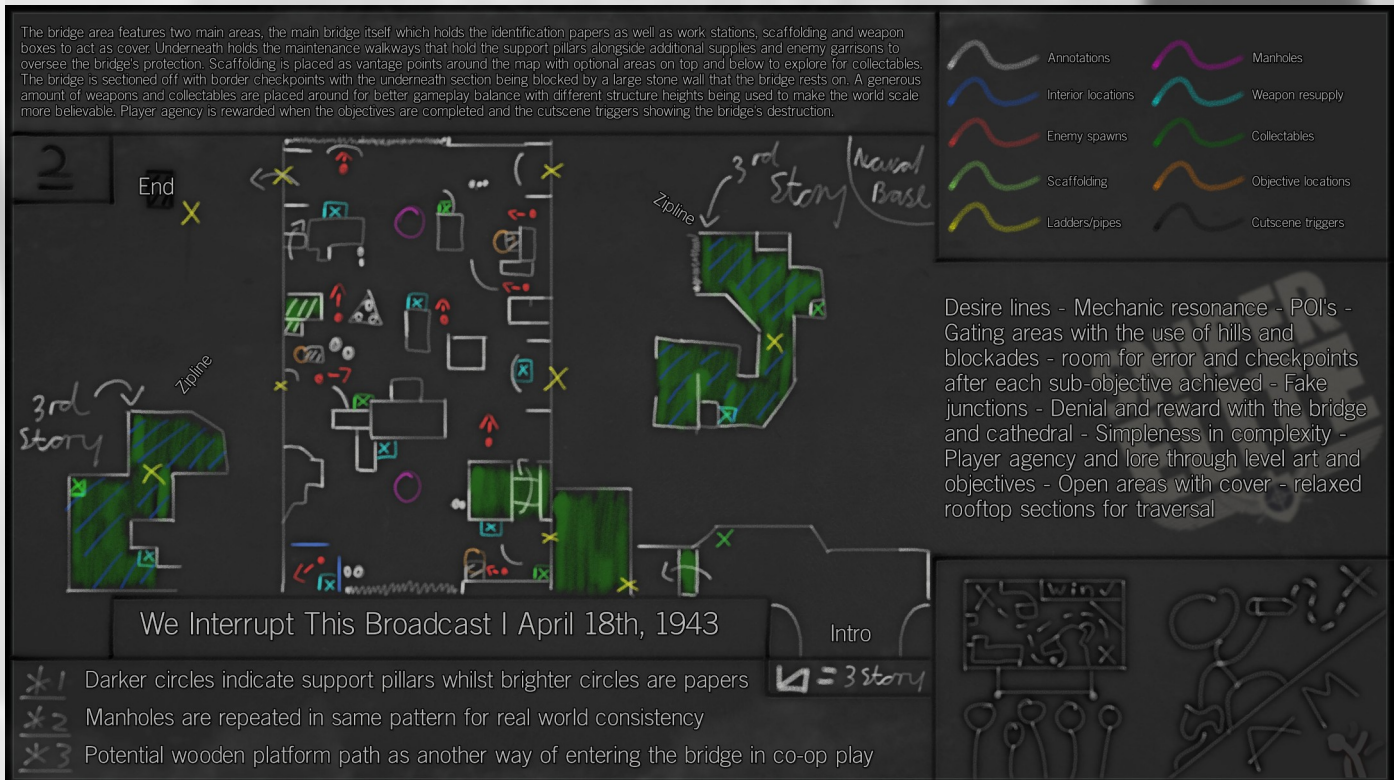 The bridge area features two main areas, the main bridge itself which holds the identification papers as well as work stations, scaffolding and weapon
boxes to act as cover. Underneath holds the maintenance walkways that hold the support pillars alongside additional supplies and enemy garrisons to
oversee the bridge's protection. Scaffolding is placed as vantage points around the map with optional areas on top and below to explore for collectables.
The bridge is sectioned off with border checkpoints with the underneath section being blocked by a large stone wall that the bridge rests on. A generous
amount of weapons and collectables are placed around for better gameplay balance with different structure heights being used to make the world scale
more believable. Player agency is rewarded when the objectives are completed and the cutscene triggers showing the bridge's destruction.
Annotations
Manholes
Interior locations
Weapon resupply
Enemy spawns
Collectables
Scaffolding
Objective locations
Ladders/pipes
Cutscene triggers
2
End
3rd
Story
Naval
Base
Zipline
Zipline
3rd
Story
Desire lines - Mechanic resonance - POI's -
Gating areas with the use of hills and
blockades - room for error and checkpoints
after each sub-objective achieved - Fake
junctions - Denial and reward with the bridge
and cathedral - Simpleness in complexity -
Player agency and lore through level art and
objectives - Open areas with cover - relaxed
rooftop sections for traversal
We Interrupt This Broadcast I April 18th, 1943
Intro
= 3 Story
*1 Darker circles indicate support pillars whilst brighter circles are papers
*2 Manholes are repeated in same pattern for real world consistency
*3 Potential wooden platform path as another way of entering the bridge in co-op play